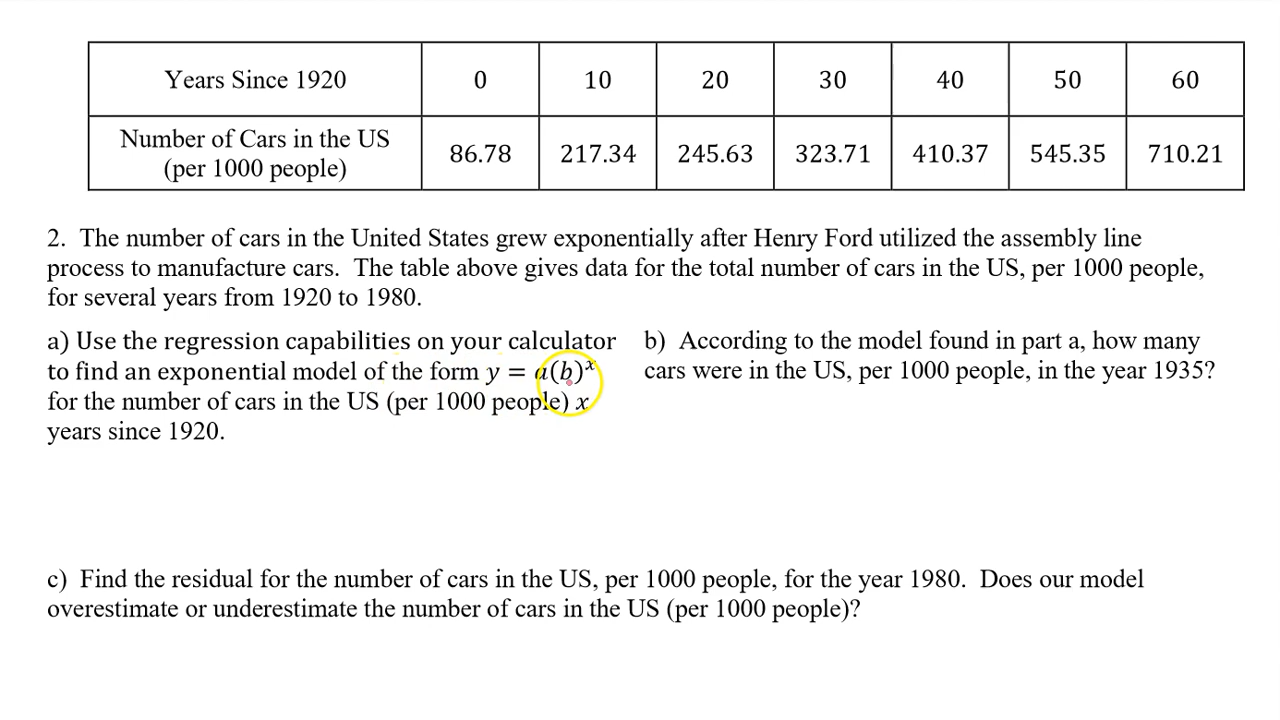 Years Since 1920 0 10 20 30 40 50 60
Number of Cars in the US
(per 1000 people) 86.78 217.34 245.63 323.71 410.37 545.35 710.21
2. The number of cars in the United States grew exponentially after Henry Ford utilized the assembly line
process to manufacture cars. The table above gives data for the total number of cars in the US, per 1000 people,
for several years from 1920 to 1980.
a) Use the regression capabilities on your calculator
to find an exponential model of the form y = a(b)ˣ
for the number of cars in the US (per 1000 people) x
years since 1920.
b) According to the model found in part a, how many
cars were in the US, per 1000 people, in the year 1935?
c) Find the residual for the number of cars in the US, per 1000 people, for the year 1980. Does our model
overestimate or underestimate the number of cars in the US (per 1000 people)?